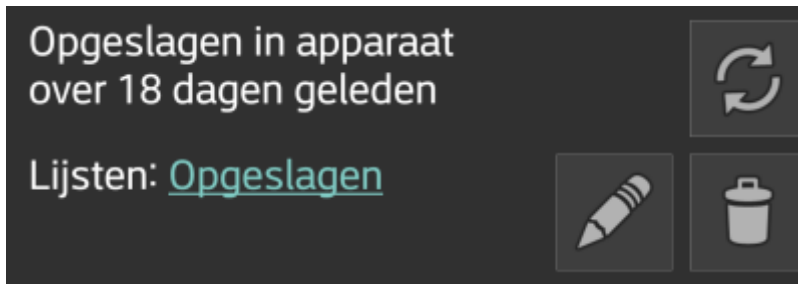 Opgeslagen in apparaat
over 18 dagen geleden
Lijsten: Opgeslagen